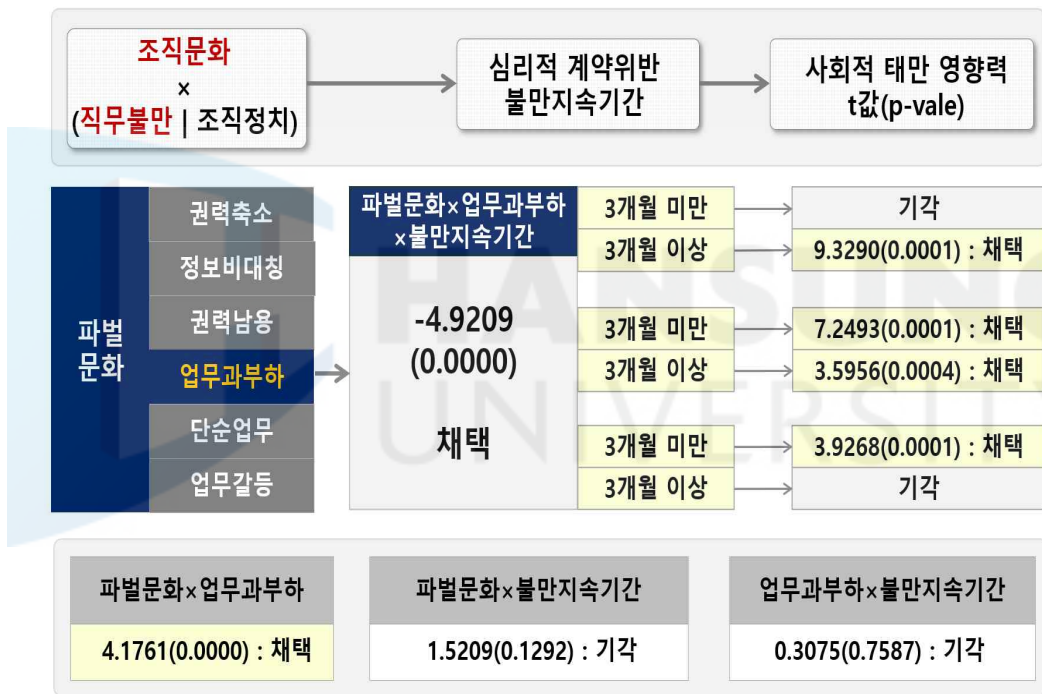 조직문화
×
(직무불만 | 조직정치)
심리적 계약위반
불만지속기간
사회적 태만 영향력
t값(p-vale)
파벌
문화
권력축소
정보비대칭
권력남용
업무과부하
단순업무
업무갈등
파벌문화×업무과부하
×불만지속기간
-4.9209
(0.0000)
채택
3개월 미만
기각
3개월 이상
9.3290(0.0001) : 채택
3개월 미만
7.2493(0.0001) : 채택
3개월 이상
3.5956(0.0004) : 채택
3개월 미만
3.9268(0.0001) : 채택
3개월 이상
기각
HANSUNG
UNIVERSITY
파벌문화×업무과부하
4.1761(0.0000) : 채택
파벌문화×불만지속기간
1.5209(0.1292) : 기각
업무과부하×불만지속기간
0.3075(0.7587) : 기각